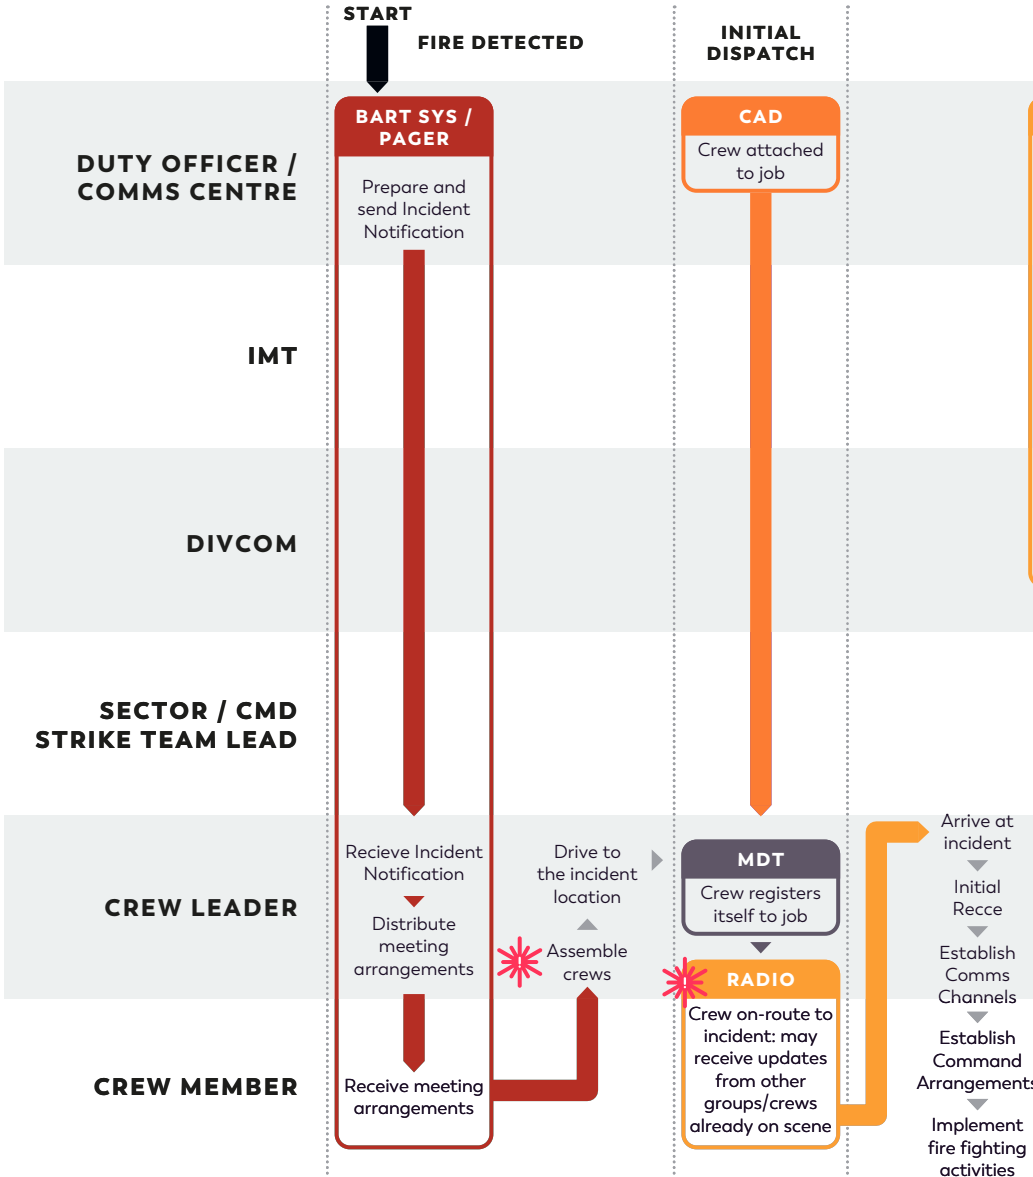 START
FIRE DETECTED
INITIAL
DISPATCH
DUTY OFFICER /
COMMS CENTRE
BART SYS /
PAGER
Prepare and
send Incident
Notification
CAD
Crew attached
to job
IMT
DIVCOM
SECTOR / CMD
STRIKE TEAM LEAD
CREW LEADER
Recieve Incident
Notification
Distribute
meeting
arrangements
Drive to
the incident
location
Assemble
crews
MDT
Crew registers
itself to job
RADIO
Crew on-route to
incident: may
receive updates
from other
groups/crews
already on scene
Arrive at
incident
Initial
Recce
Establish
Comms
Channels
Establish
Command
Arrangements
Implement
fire fighting
activities
CREW MEMBER
Receive meeting
arrangements